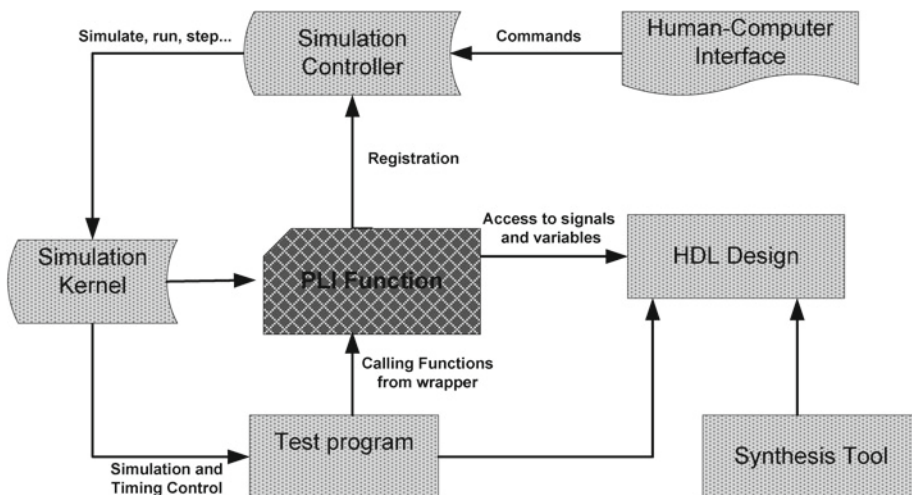 Simulate, run, step...
Simulation
Controller
Commands
Human-Computer
Interface
Registration
Access to signals
and variables
Simulation
Kernel
PLI Function
HDL Design
Calling Functions
from wrapper
Test program
Simulation and
Timing Control
Synthesis Tool